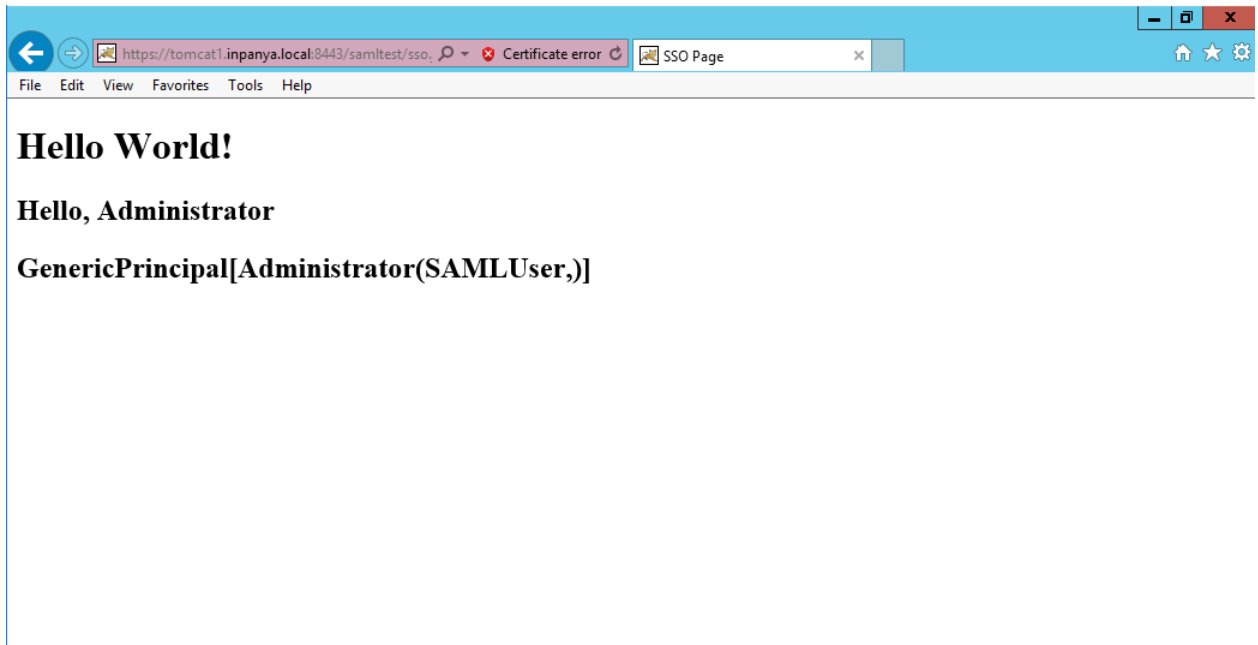 https://tomcat1.inpanya.local:8443/samltest/sso. Certificate error SSO Page
File Edit View Favorites Tools Help
Hello World!
Hello, Administrator
GenericPrincipal[Administrator(SAMLUser,)]